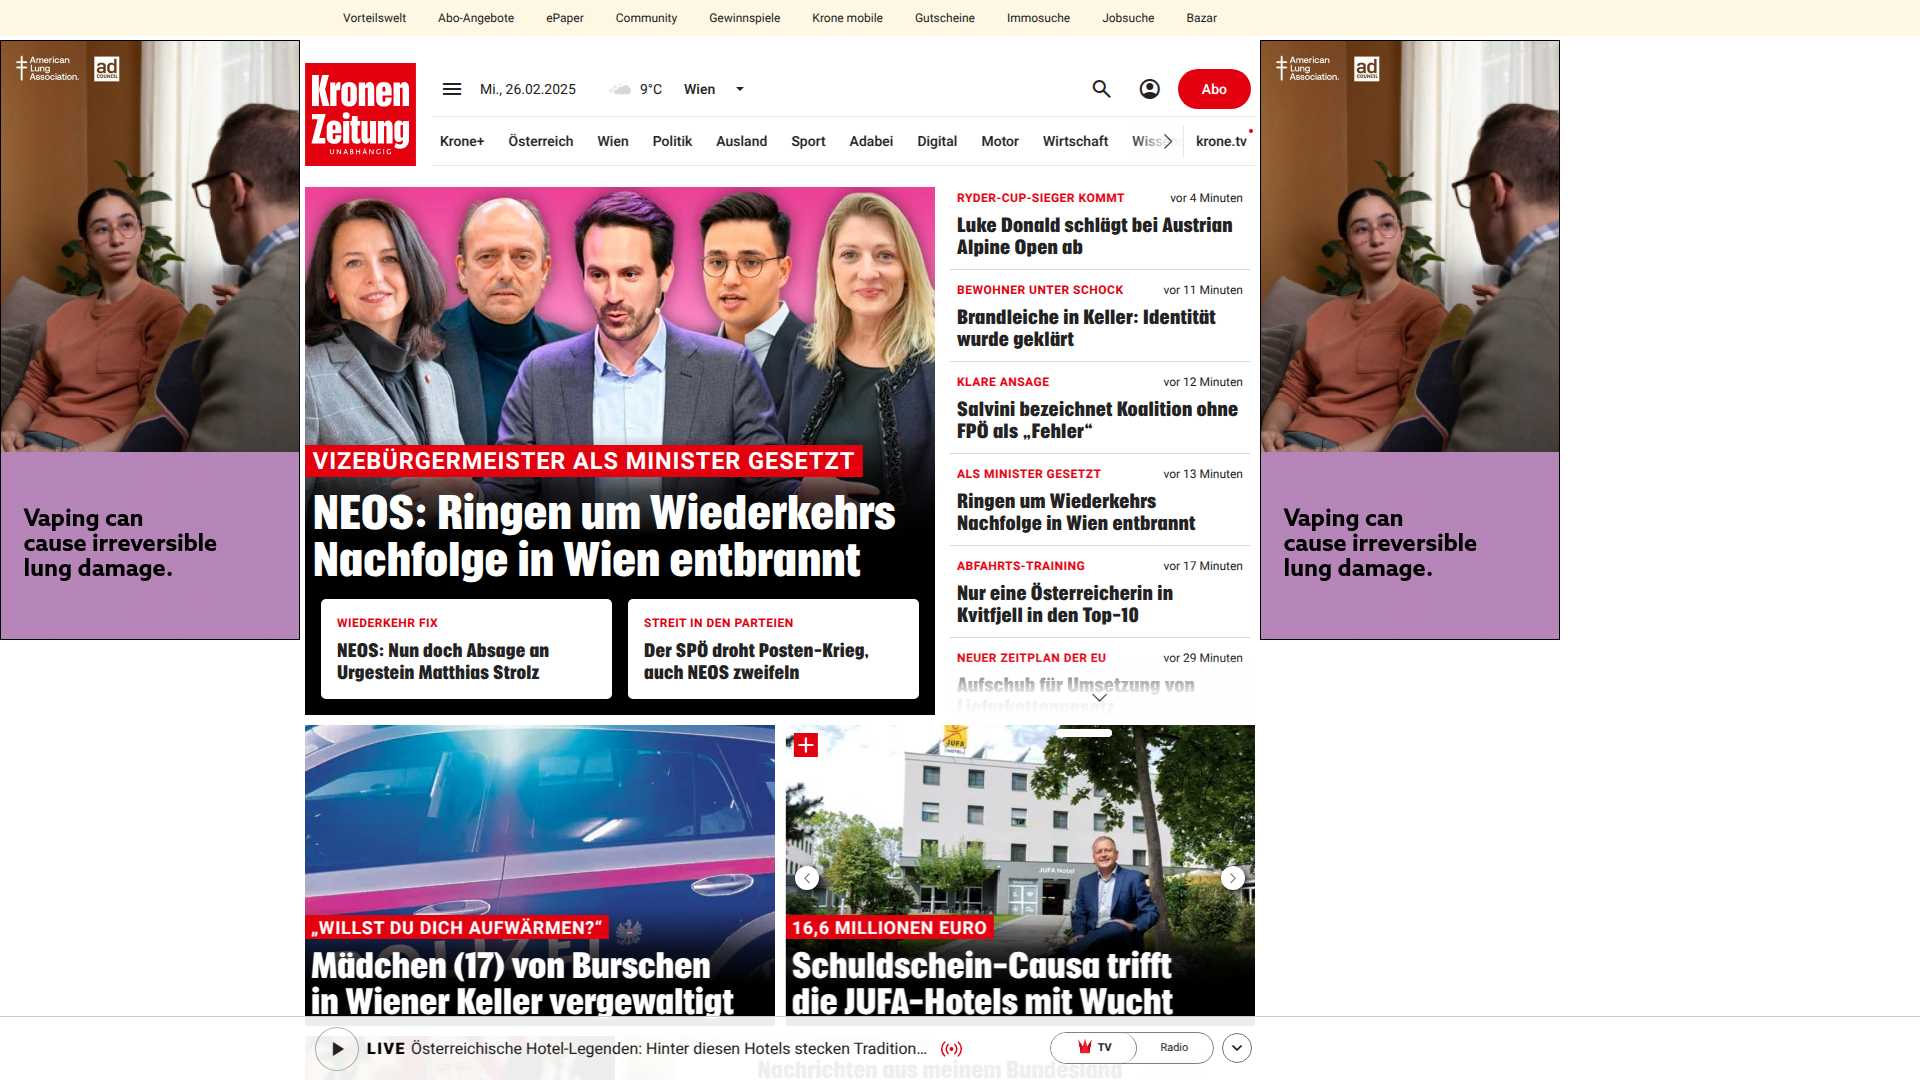 Vorteilswelt
Abo-Angebote
ePaper
Community
Gewinnspiele
Krone mobile
Gutscheine
Immosuche
Jobsuche
Bazar
American
Lung
Association.
ad
COUNCIL
Vaping can
cause irreversible
lung damage.
Kronen
Zeitung
UNABHÄNGIG
Mi., 26.02.2025
9°C
Wien
Abo
Krone+
Österreich
Wien
Politik
Ausland
Sport
Adabei
Digital
Motor
Wirtschaft
Wiss
krone.tv
VIZEBÜRGERMEISTER ALS MINISTER GESETZT
NEOS: Ringen um Wiederkehrs
Nachfolge in Wien entbrannt
WIEDERKEHR FIX
NEOS: Nun doch Absage an
Urgestein Matthias Strolz
STREIT IN DEN PARTEIEN
Der SPÖ droht Posten-Krieg,
auch NEOS zweifeln
RYDER-CUP-SIEGER KOMMT
vor 4 Minuten
Luke Donald schlägt bei Austrian
Alpine Open ab
BEWOHNER UNTER SCHOCK
vor 11 Minuten
Brandleiche in Keller: Identität
wurde geklärt
KLARE ANSAGE
vor 12 Minuten
Salvini bezeichnet Koalition ohne
FPÖ als „Fehler“
ALS MINISTER GESETZT
vor 13 Minuten
Ringen um Wiederkehrs
Nachfolge in Wien entbrannt
ABFAHRTS-TRAINING
vor 17 Minuten
Nur eine Österreicherin in
Kvitfjell in den Top-10
NEUER ZEITPLAN DER EU
vor 29 Minuten
Aufschub für Umsetzung von
Lieferkettengesetz
American
Lung
Association.
ad
COUNCIL
Vaping can
cause irreversible
lung damage.
POLIZEI
„WILLST DU DICH AUFWÄRMEN?“
Mädchen (17) von Burschen
in Wiener Keller vergewaltigt
JUFA
JUFA Hotel
16,6 MILLIONEN EURO
Schuldschein-Causa trifft
die JUFA-Hotels mit Wucht
LIVE Österreichische Hotel-Legenden: Hinter diesen Hotels stecken Tradition...
TV
Radio
Nachrichten aus meinem Bundesland